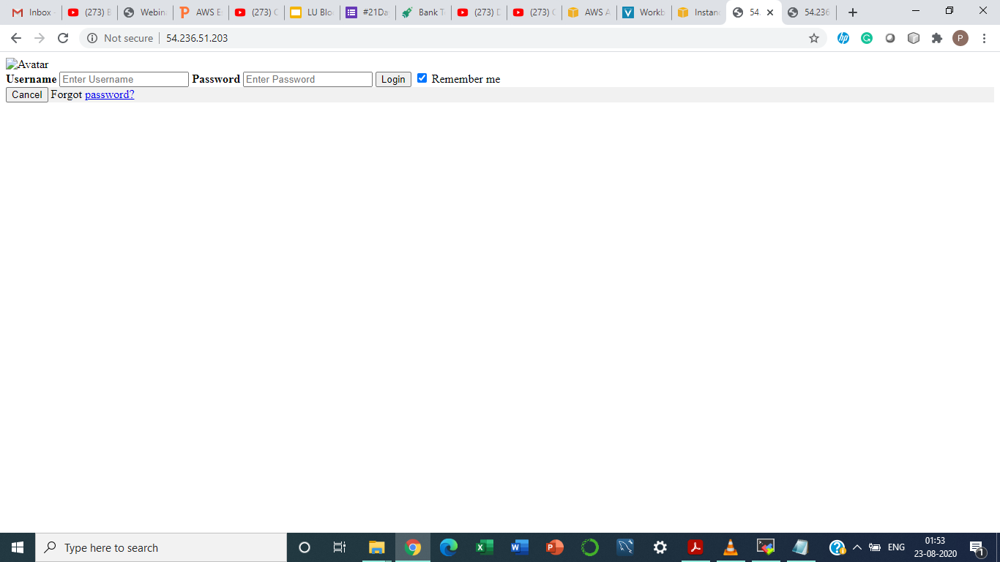 Inbox (273) B Webin AWS E (273) C LU Blo #21Da Bank T (273) D (273) C AWS A Workb Instan 54. 54.236
Not secure 54.236.51.203 P
Avatar
Username Enter Username Password Enter Password Login Remember me
Cancel Forgot password?
Type here to search ENG 01:53
23-08-2020 1